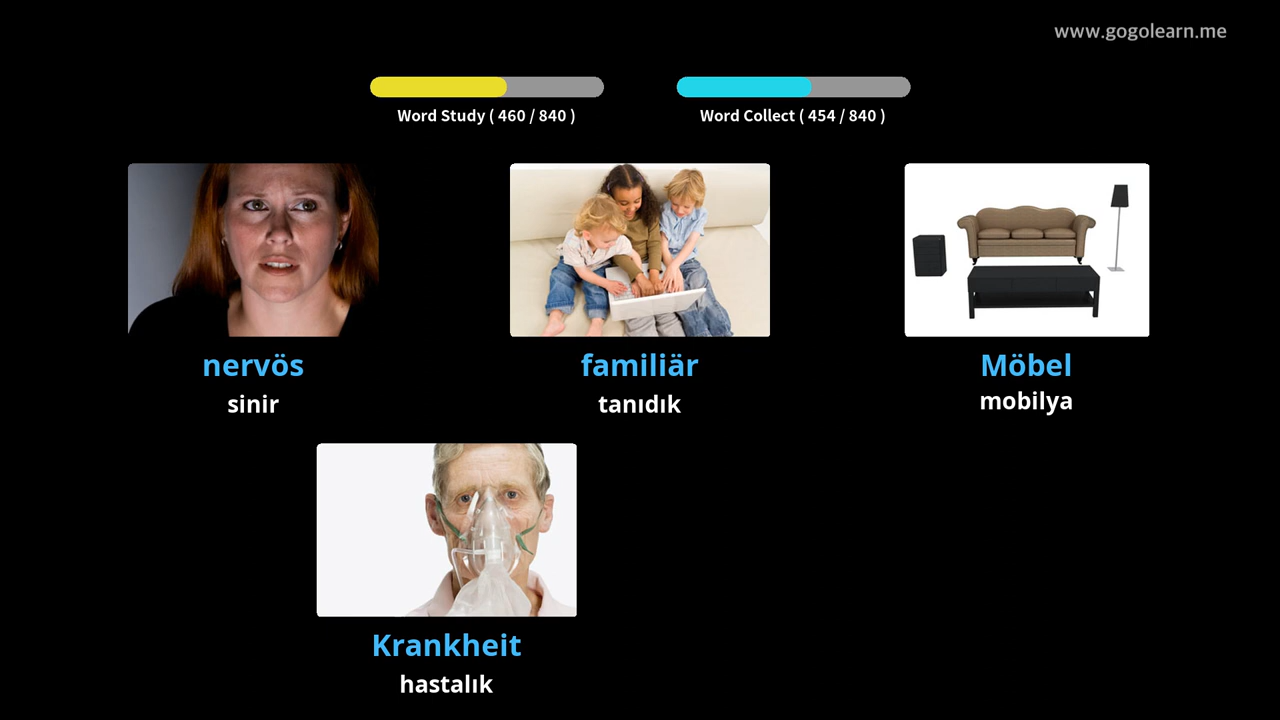 www.gogolearn.me
Word Study ( 460 / 840 )
Word Collect ( 454 / 840 )
nervös
sinir
familiär
tanıdık
Möbel
mobilya
Krankheit
hastalık